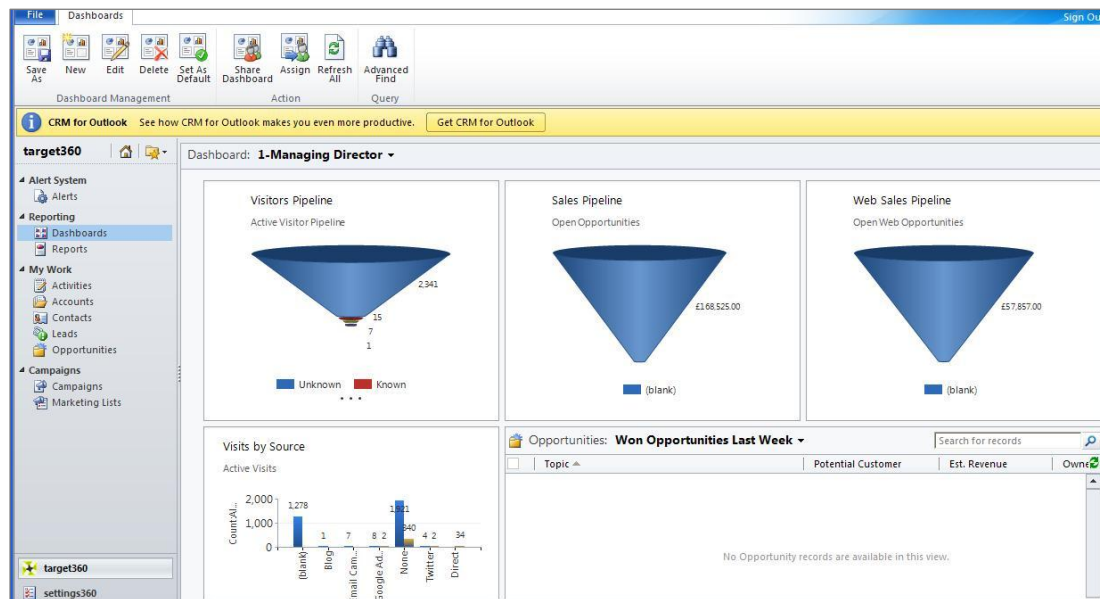 File Dashboards Sign Ou
Save As New Edit Delete Set As Default Share Dashboard Assign Refresh All Advanced Find
Dashboard Management Action Query
CRM for Outlook See how CRM for Outlook makes you even more productive. Get CRM for Outlook
target360
Alert System
Alerts
Reporting
Dashboards
Reports
My Work
Activities
Accounts
Contacts
Leads
Opportunities
Campaigns
Campaigns
Marketing Lists
target360
settings360
Dashboard: 1-Managing Director
Visitors Pipeline
Active Visitor Pipeline
2,341
15
7
1
Unknown Known
Sales Pipeline
Open Opportunities
£168,525.00
(blank)
Web Sales Pipeline
Open Web Opportunities
£57,857.00
(blank)
Visits by Source
Active Visits
Count:Al...
2,000
1,000
0
1,278 1 7 8 2 1,921 340 4 2 34
(blank)
Blog
mail Cam...
Google Ad...
None
Twitter
Direct
Opportunities: Won Opportunities Last Week Search for records
Topic Potential Customer Est. Revenue Owne
No Opportunity records are available in this view.